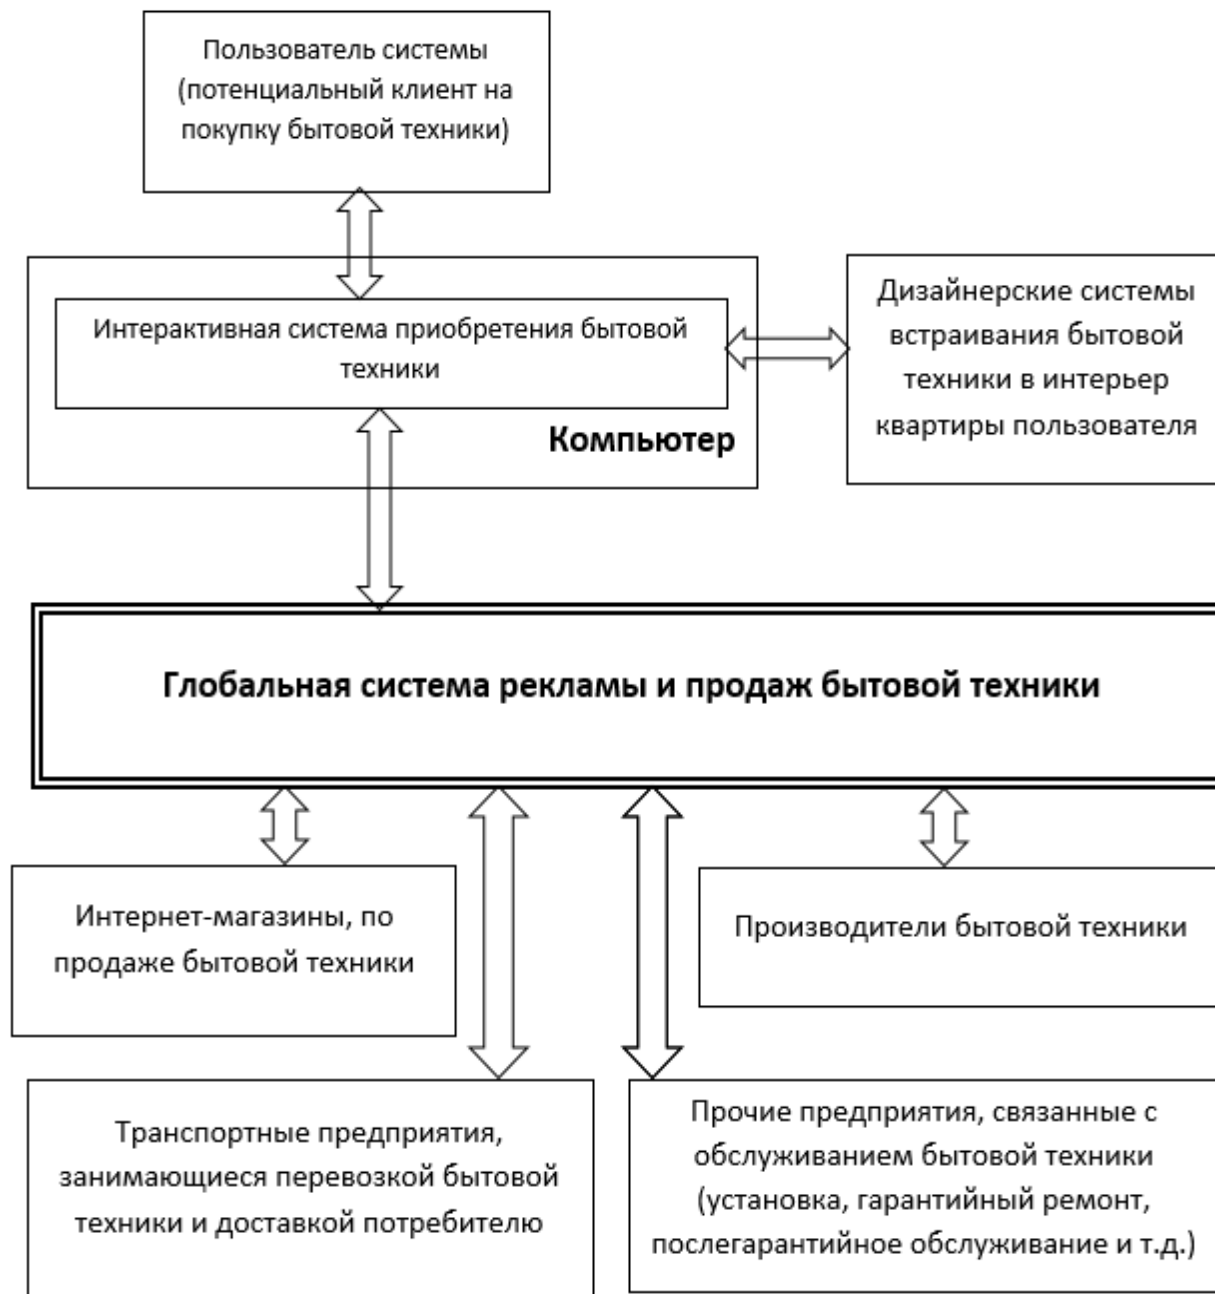 Пользователь системы
(потенциальный клиент на
покупку бытовой техники)
Интерактивная система приобретения бытовой
техники
Компьютер
Дизайнерские системы
встраивания бытовой
техники в интерьер
квартиры пользователя
Глобальная система рекламы и продаж бытовой техники
Интернет-магазины, по
продаже бытовой техники
Производители бытовой техники
Транспортные предприятия,
занимающиеся перевозкой бытовой
техники и доставкой потребителю
Прочие предприятия, связанные с
обслуживанием бытовой техники
(установка, гарантийный ремонт,
послегарантийное обслуживание и т.д.)